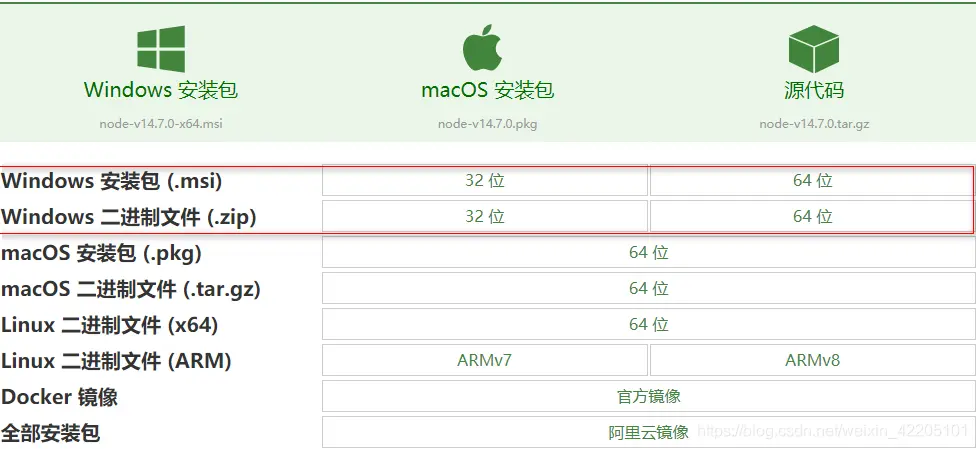 Windows 安装包 macOS 安装包 源代码
node-v14.7.0-x64.msi node-v14.7.0.pkg node-v14.7.0.tar.gz
Windows 安装包 (.msi) 32 位 64 位
Windows 二进制文件 (.zip) 32 位 64 位
macOS 安装包 (.pkg) 64 位
macOS 二进制文件 (.tar.gz) 64 位
Linux 二进制文件 (x64) 64 位
Linux 二进制文件 (ARM) ARMv7 ARMv8
Docker 镜像 官方镜像
全部安装包 阿里云镜像 https://blog.csdn.net/weixin_42205101